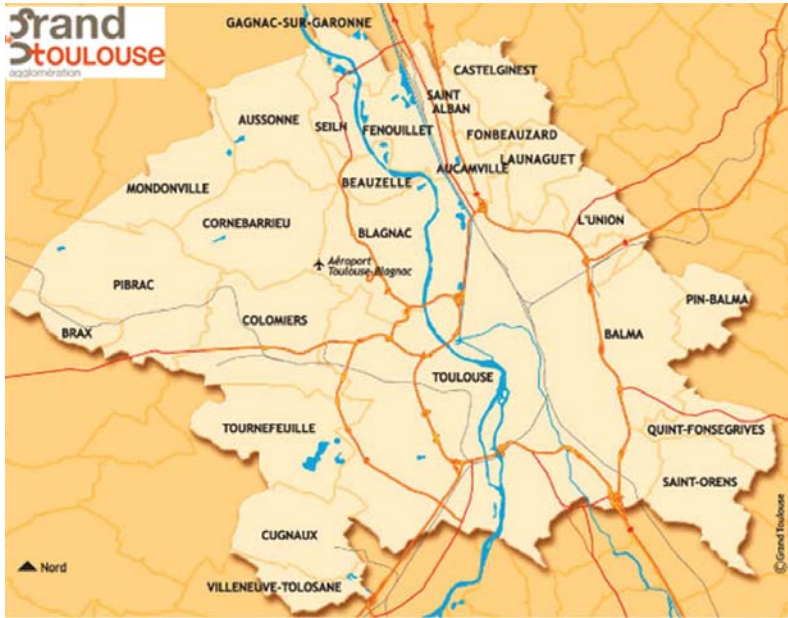 Grand
toulouse
agglomération
GAGNAC-SUR-GARONNE
CASTELGINEST
SAINT
ALBAN
AUSSONNE
SEILH
FENOUILLET
FONBEAUZARD
LAUNAGUET
AUCAMVILLE
MONDONVILLE
BEAUZELLE
CORNEBARRIEU
L'UNION
BLAGNAC
Aéroport
Toulouse-Blagnac
PIBRAC
PIN-BALMA
COLOMIERS
BRAX
BALMA
TOULOUSE
TOURNEFEUILLE
QUINT-FONSEGRIVES
SAINT-ORENS
CUGNAUX
Nord
VILLENEUVE-TOLOSANE
© Grand Toulouse